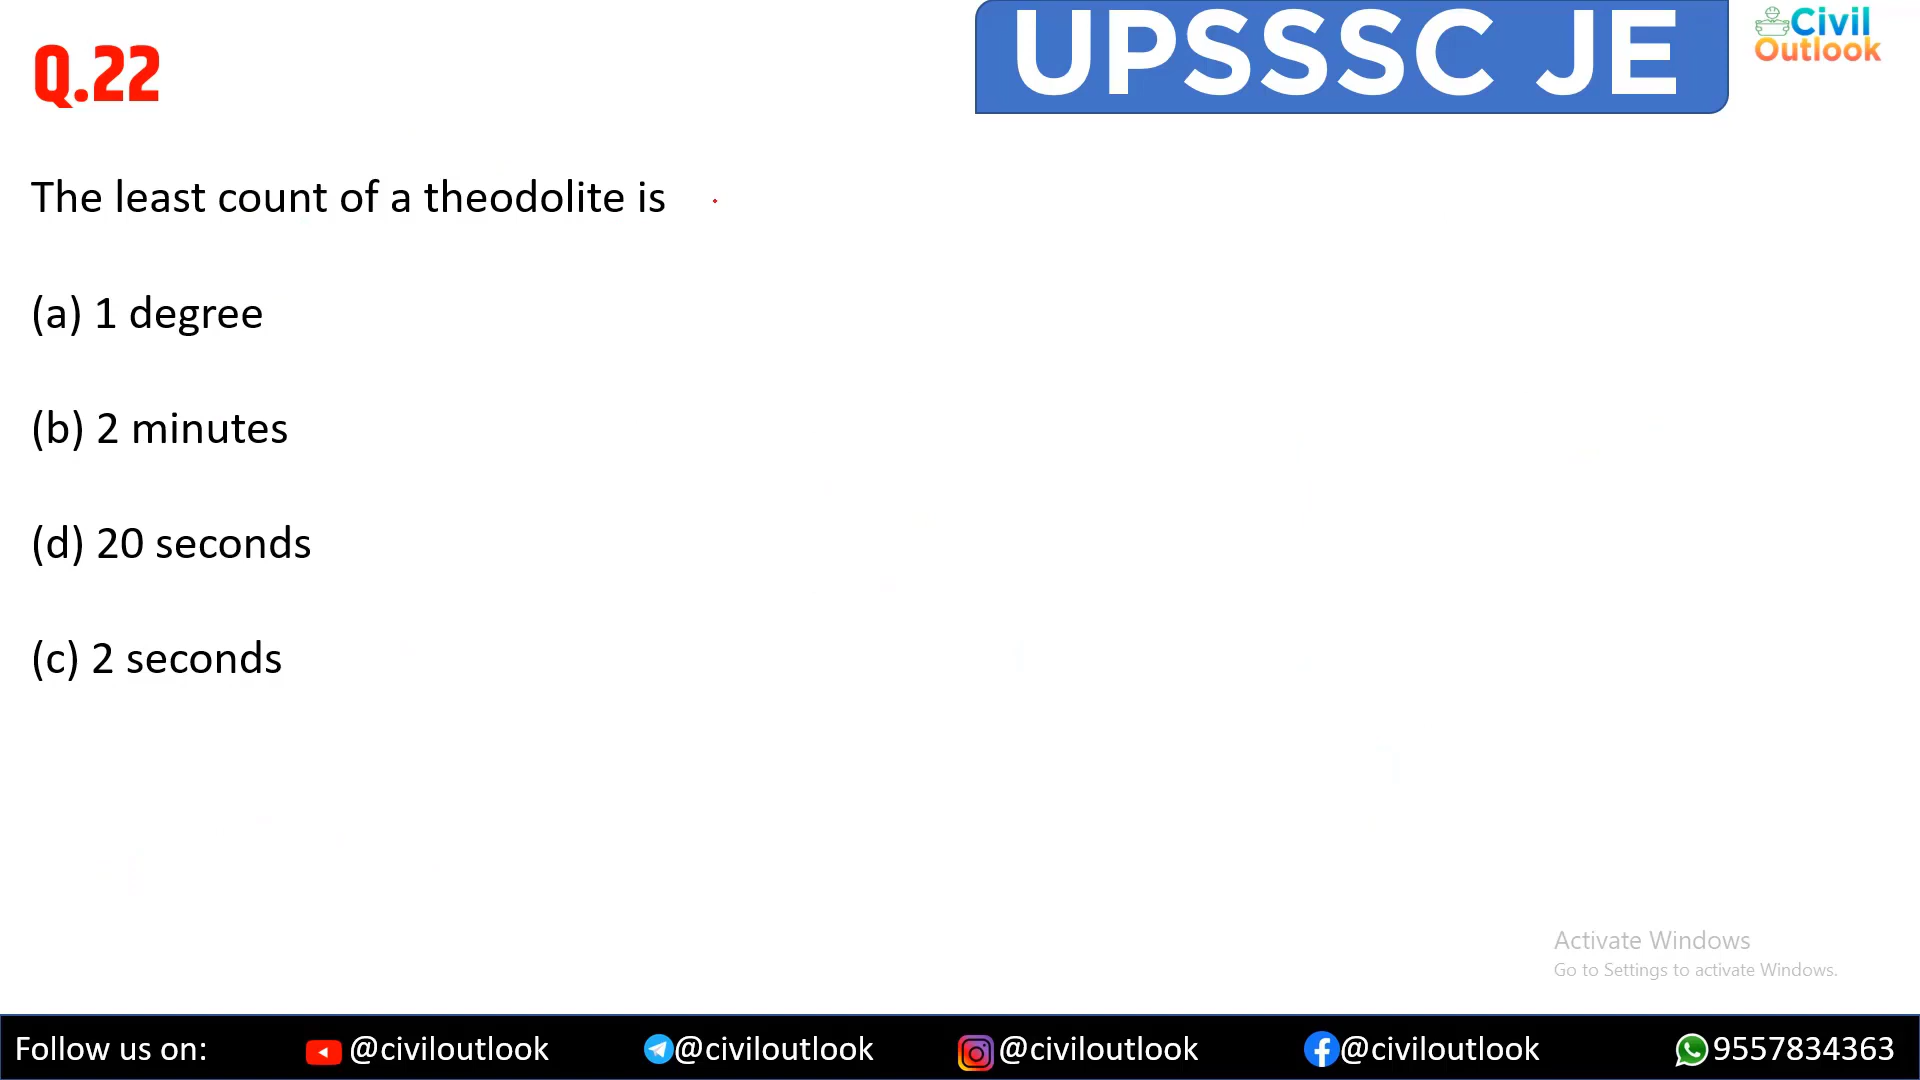 Q.22
UPSSSC JE
Civil
Outlook
The least count of a theodolite is
(a) 1 degree
(b) 2 minutes
(d) 20 seconds
(c) 2 seconds
Activate Windows
Go to Settings to activate Windows.
Follow us on: @civiloutlook @civiloutlook @civiloutlook @civiloutlook 9557834363